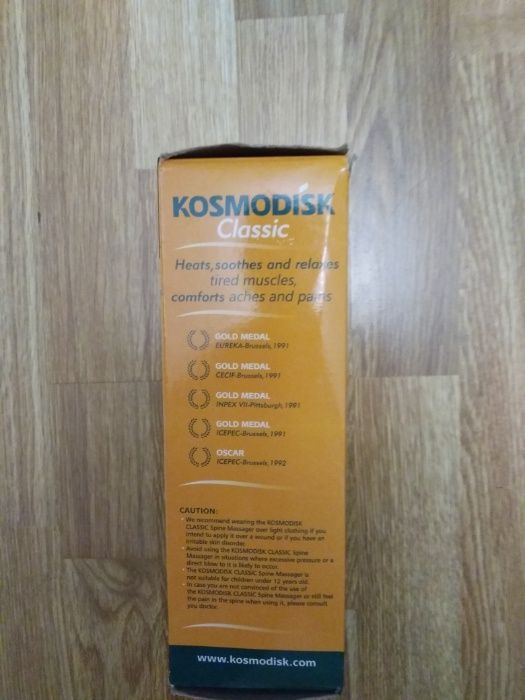 KOSMODISK
Classic
Heats, soothes and relaxes
tired muscles,
comforts aches and pains
GOLD MEDAL
EUREKA-Brussels, 1991
GOLD MEDAL
CECIF-Brussels, 1991
GOLD MEDAL
INPEX VII-Pittsburgh, 1991
GOLD MEDAL
ICEPEC-Brussels, 1991
OSCAR
ICEPEC-Brussels, 1992
CAUTION:
- We recommend wearing the KOSMODISK
CLASSIC Spine Massager over light clothing if you
intend to apply it over a wound or if you have an
irritable skin disorder.
- Avoid using the KOSMODISK CLASSIC Spine
Massager in situations where excessive pressure or a
direct blow to it is likely to occur.
- The KOSMODISK CLASSIC Spine Massager is
not suitable for children under 12 years old.
- In case you are not convinced of the use of
the KOSMODISK CLASSIC Spine Massager or still feel
the pain in the spine when using it, please consult
you doctor.
www.kosmodisk.com